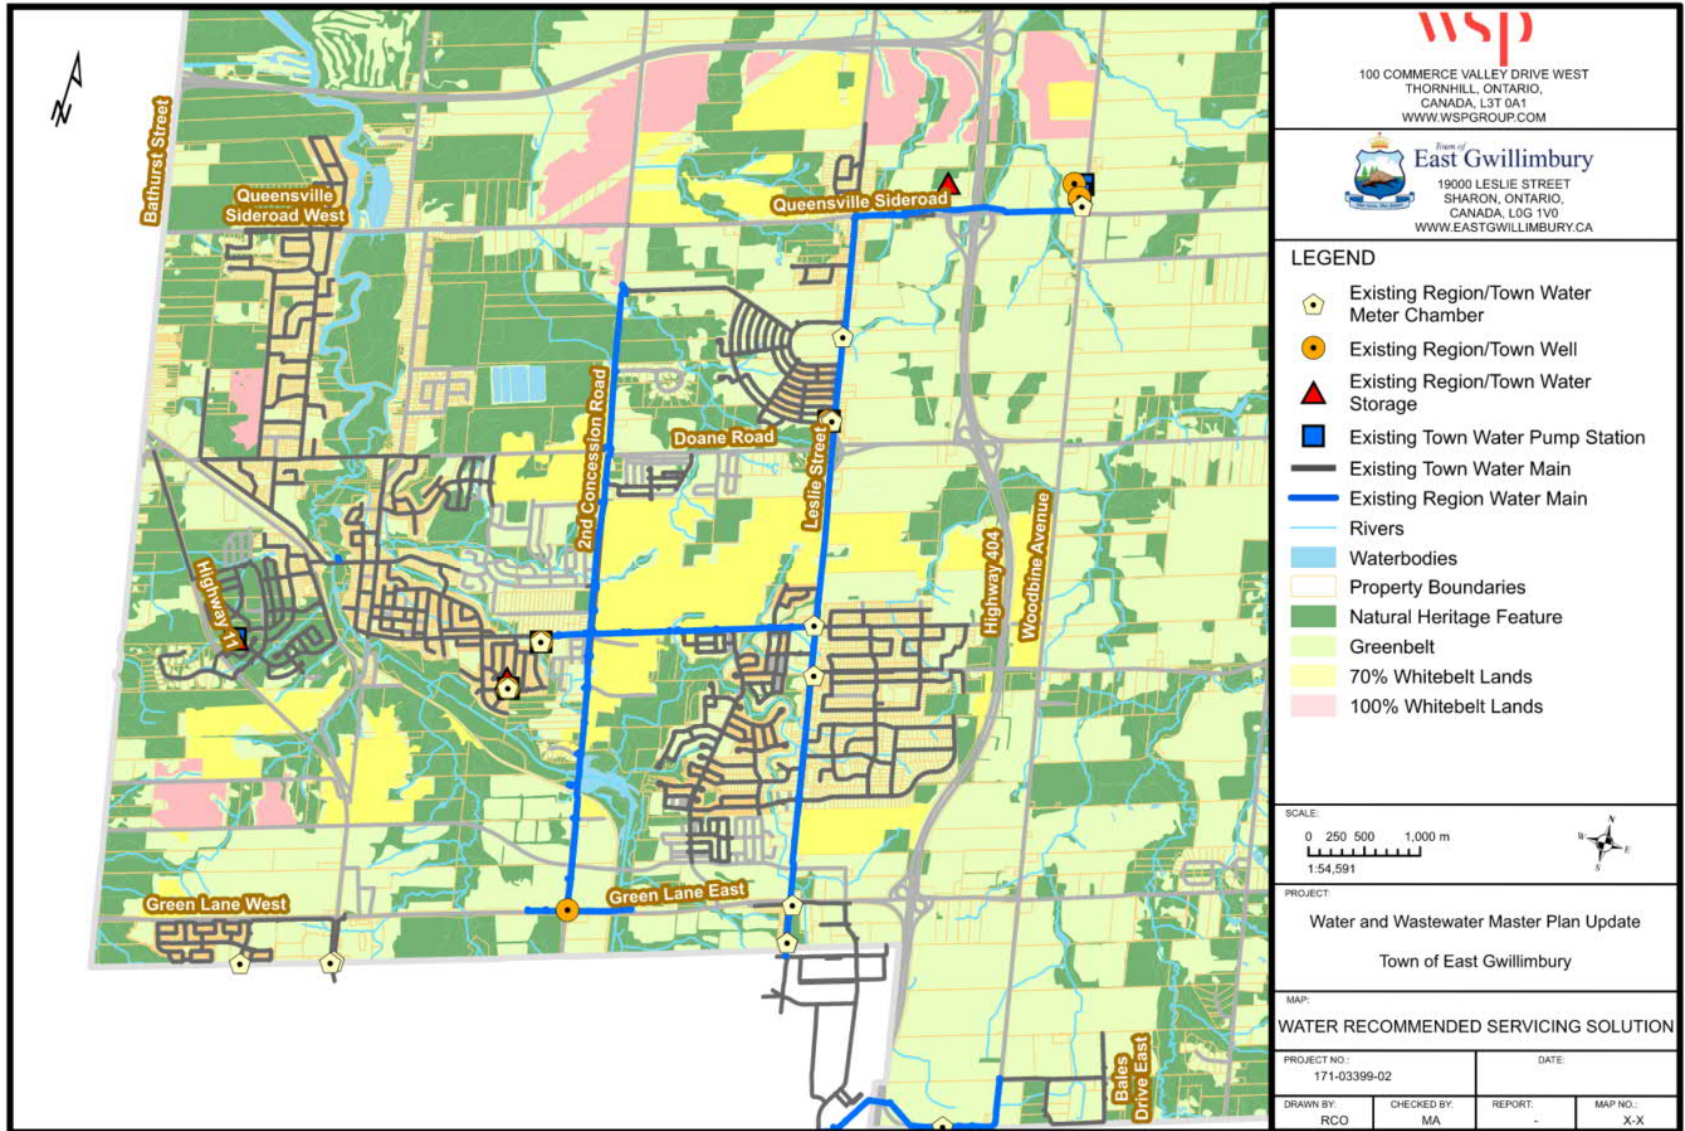 Bathurst Street
Queensville
Sideroad West
Queensville Sideroad
2nd Concession Road
Doane Road
Leslie Street
Highway 404
Woodbine Avenue
Highway 11
Green Lane West
Green Lane East
Bales
Drive East
N
wsp
100 COMMERCE VALLEY DRIVE WEST
THORNHILL, ONTARIO,
CANADA, L3T 0A1
WWW.WSPGROUP.COM
Town of
East Gwillimbury
19000 LESLIE STREET
SHARON, ONTARIO,
CANADA, L0G 1V0
WWW.EASTGWILLIMBURY.CA
LEGEND
Existing Region/Town Water
Meter Chamber
Existing Region/Town Well
Existing Region/Town Water
Storage
Existing Town Water Pump Station
Existing Town Water Main
Existing Region Water Main
Rivers
Waterbodies
Property Boundaries
Natural Heritage Feature
Greenbelt
70% Whitebelt Lands
100% Whitebelt Lands
SCALE:
0 250 500 1,000 m
1:54,591
N
W E
S
PROJECT:
Water and Wastewater Master Plan Update
Town of East Gwillimbury
MAP:
WATER RECOMMENDED SERVICING SOLUTION
PROJECT NO.: DATE:
171-03399-02
DRAWN BY: CHECKED BY: REPORT: MAP NO.:
RCO MA - X-X